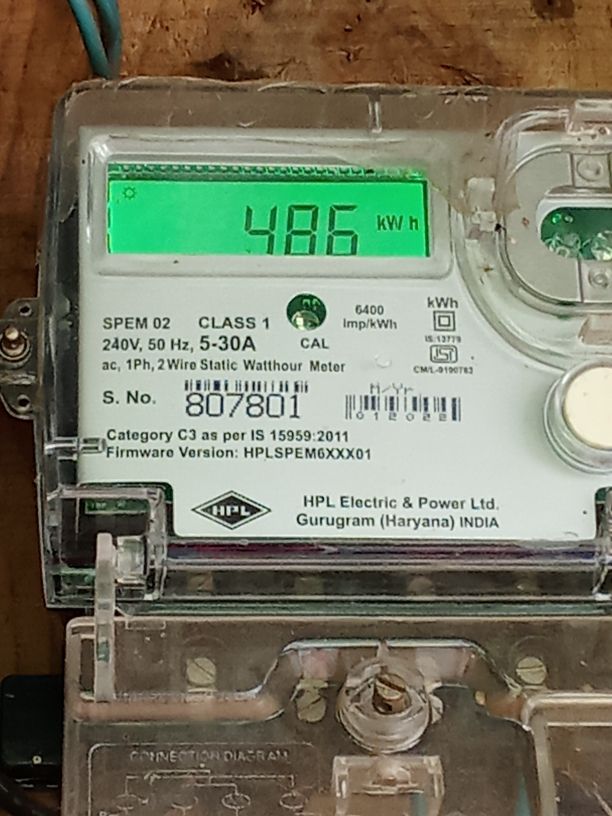 486 kWh
SPEM 02 CLASS 1
240V, 50 Hz, 5-30A
CAL
6400
Imp/kWh
kWh
IS:13779
CM/L-9190783
ac, 1Ph, 2 Wire Static Watthour Meter
S. No. 807801
M/Yr
012022
Category C3 as per IS 15959:2011
Firmware Version: HPLSPEM6XXX01
HPL
HPL Electric & Power Ltd.
Gurugram (Haryana) INDIA
CONNECTION DIAGRAM